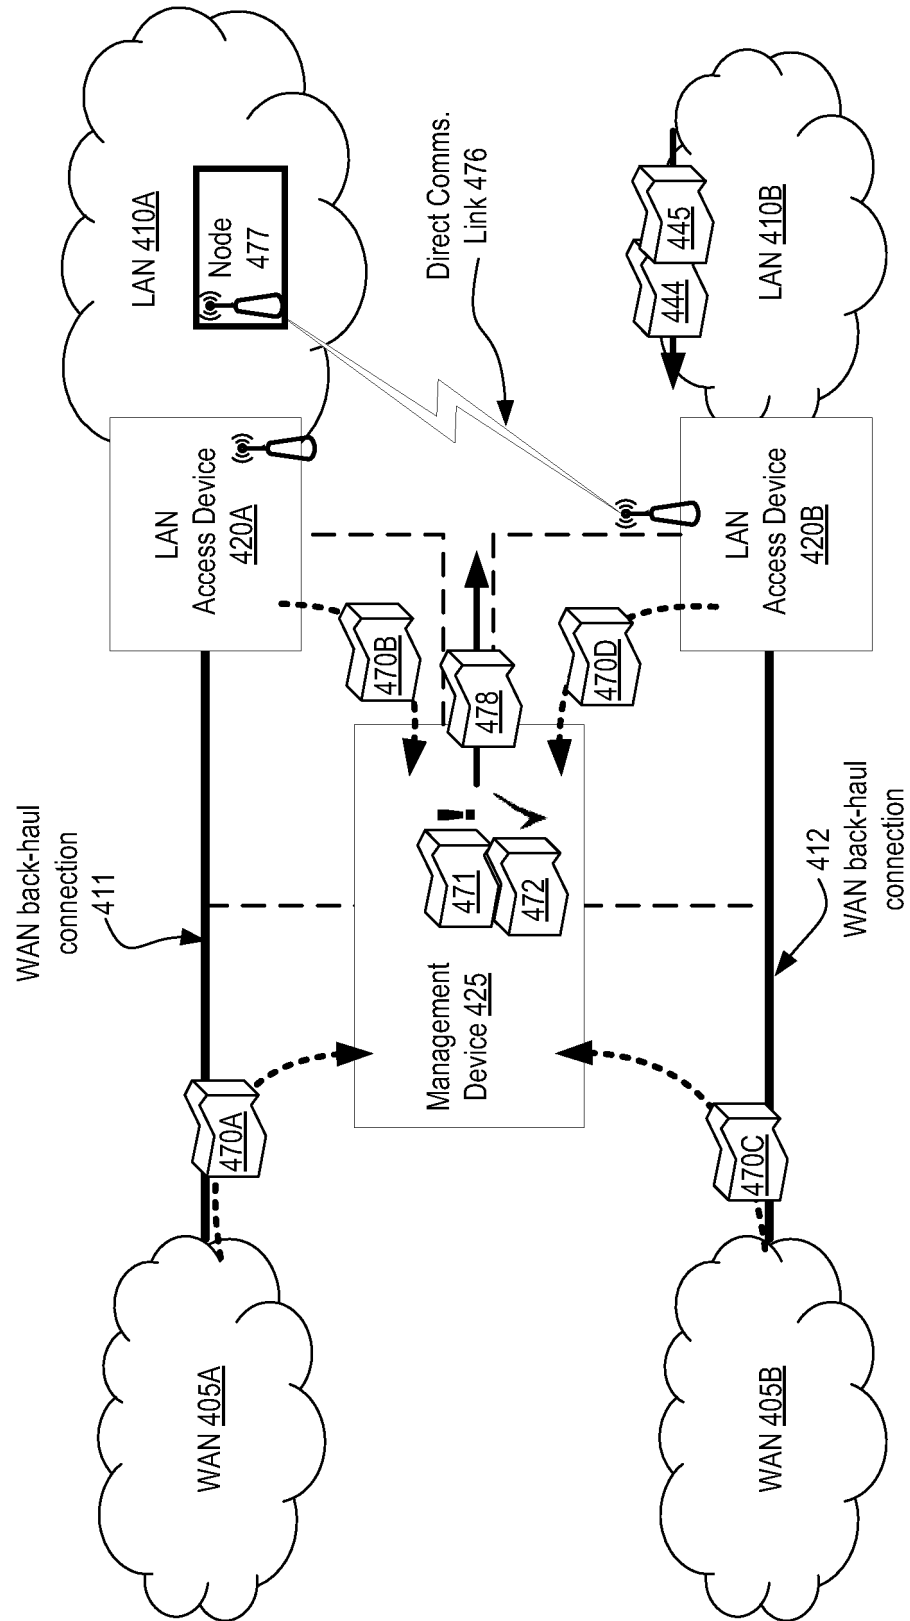 WAN back-haul
connection
411
LAN 410A
Node
477
LAN
Access Device
420A
470A
470B
WAN 405A
Direct Comms.
Link 476
Management
Device 425
471
472
!
478
470C
470D
444
445
LAN 410B
LAN
Access Device
420B
WAN 405B
412
WAN back-haul
connection